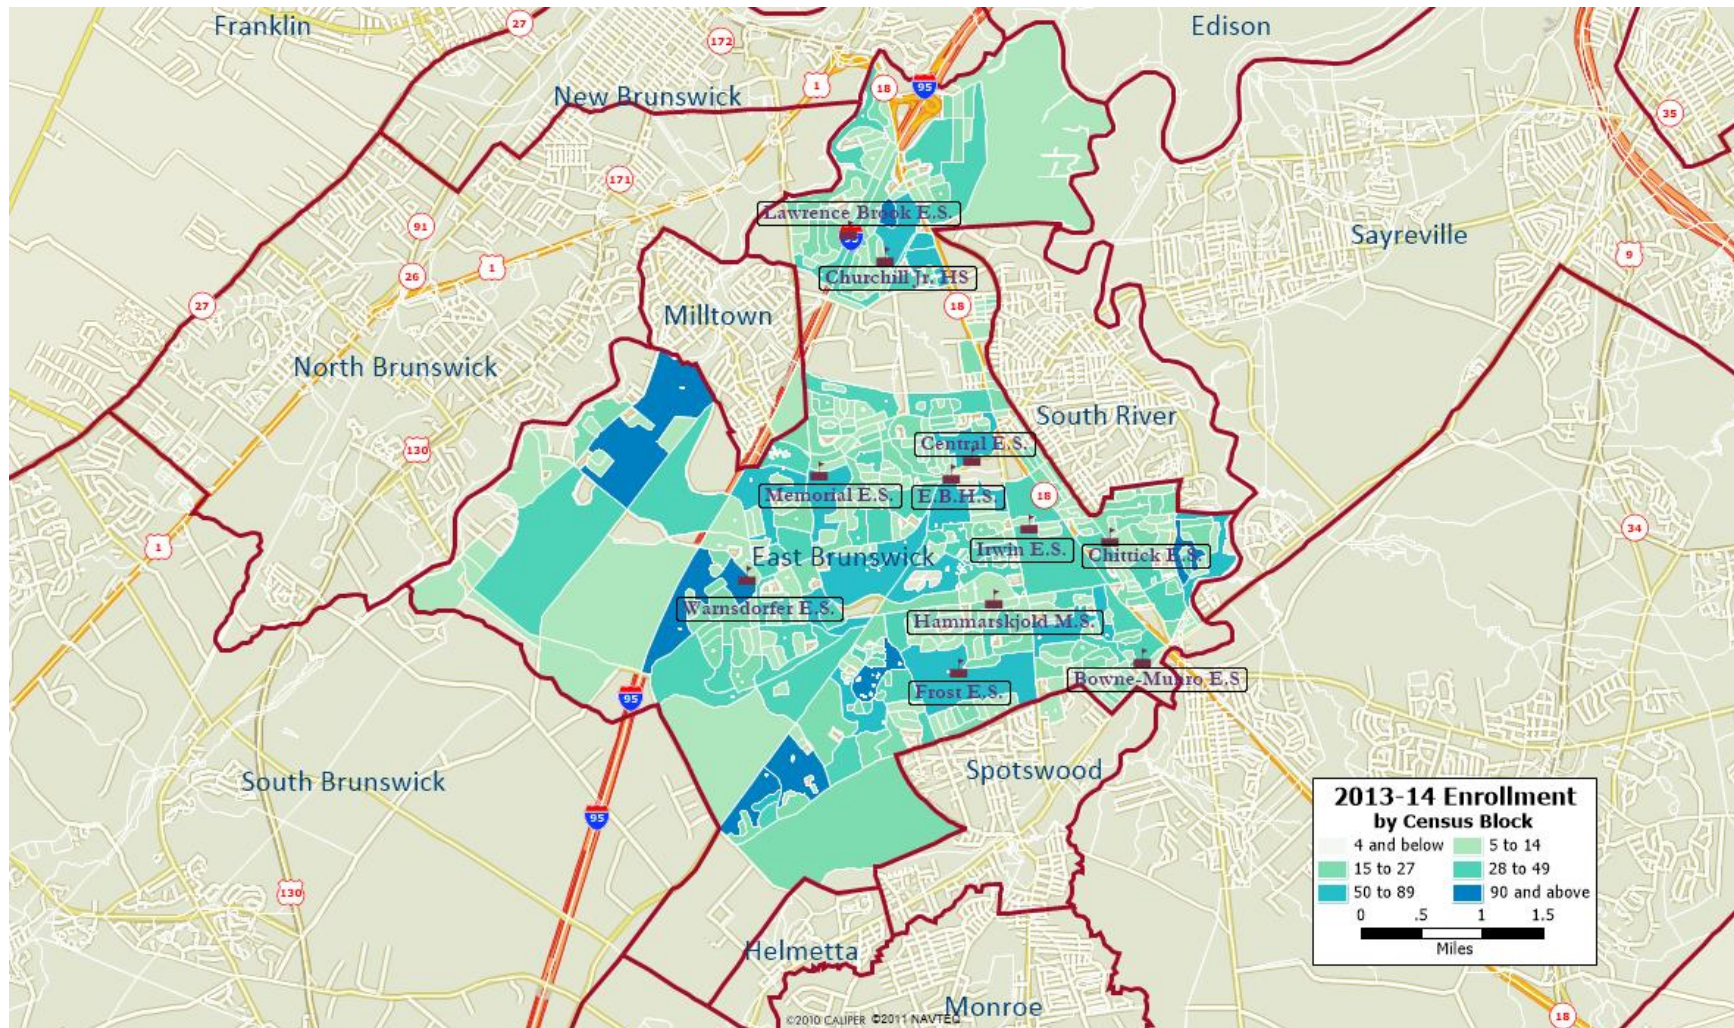 Franklin
27
172
Edison
New Brunswick
1
18
95
35
171
Lawrence Brook E.S.
91
Sayreville
9
26
1
Churchill Jr. HS
27
18
Milltown
North Brunswick
South River
130
Central E.S.
Memorial E.S.
E.B.H.S.
18
34
1
East Brunswick
Irwin E.S.
Chittick E.S.
Warnsdorfer E.S.
Hammarskjold M.S.
95
Frost E.S.
Bowne-Munro E.S
South Brunswick
Spotswood
95
130
2013-14 Enrollment
by Census Block
4 and below
5 to 14
15 to 27
28 to 49
50 to 89
90 and above
0 .5 1 1.5
Miles
Helmetta
Monroe
18
©2010 CALIPER ©2011 NAVTEQ